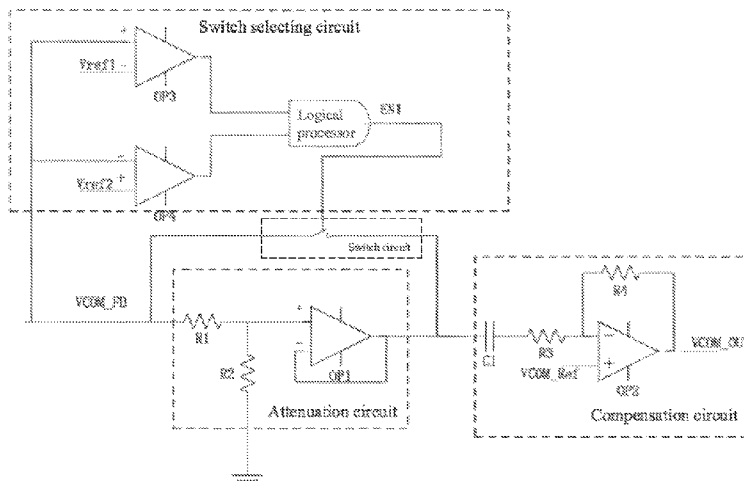 Switch selecting circuit
+
Vref1
-
OP3
Logical
processor
EN1
-
Vref2
+
OP4
Switch circuit
VCOM_FD
R1
R2
+
-
OP1
Attenuation circuit
C1
R3
R4
-
+
VCOM_Ref
OP2
VCOM_OU
Compensation circuit